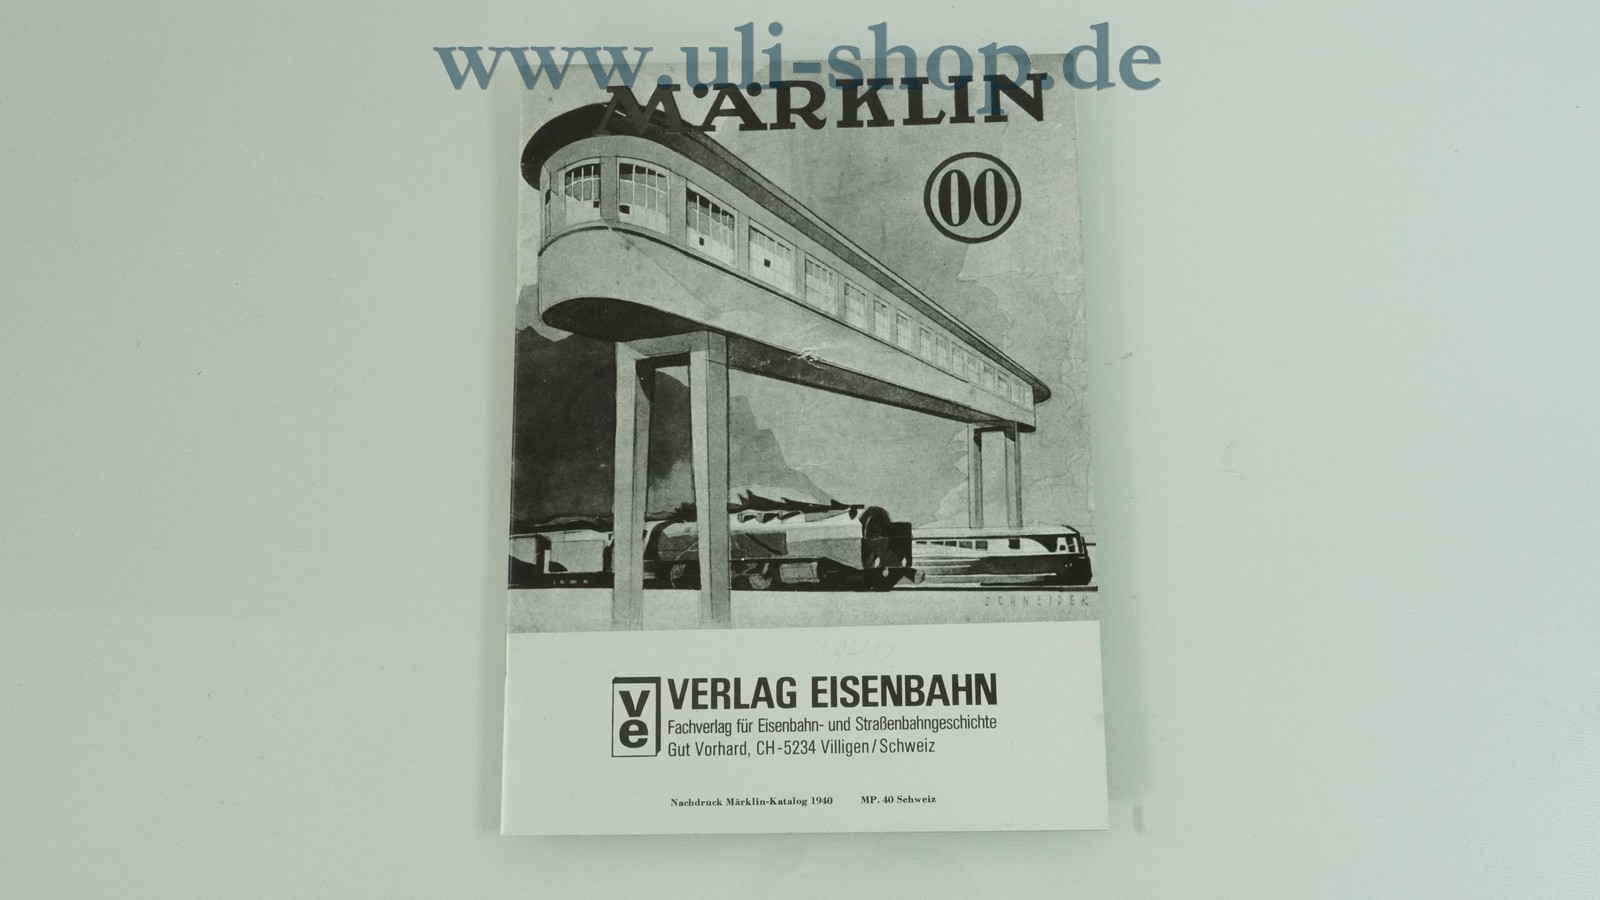 www.uli-shop.de
MÄRKLIN
00
SCHNEIDER
1940
ve
VERLAG EISENBAHN
Fachverlag für Eisenbahn- und Straßenbahngeschichte
Gut Vorhard, CH-5234 Villigen/Schweiz
Nachdruck Märklin-Katalog 1940 MP. 40 Schweiz